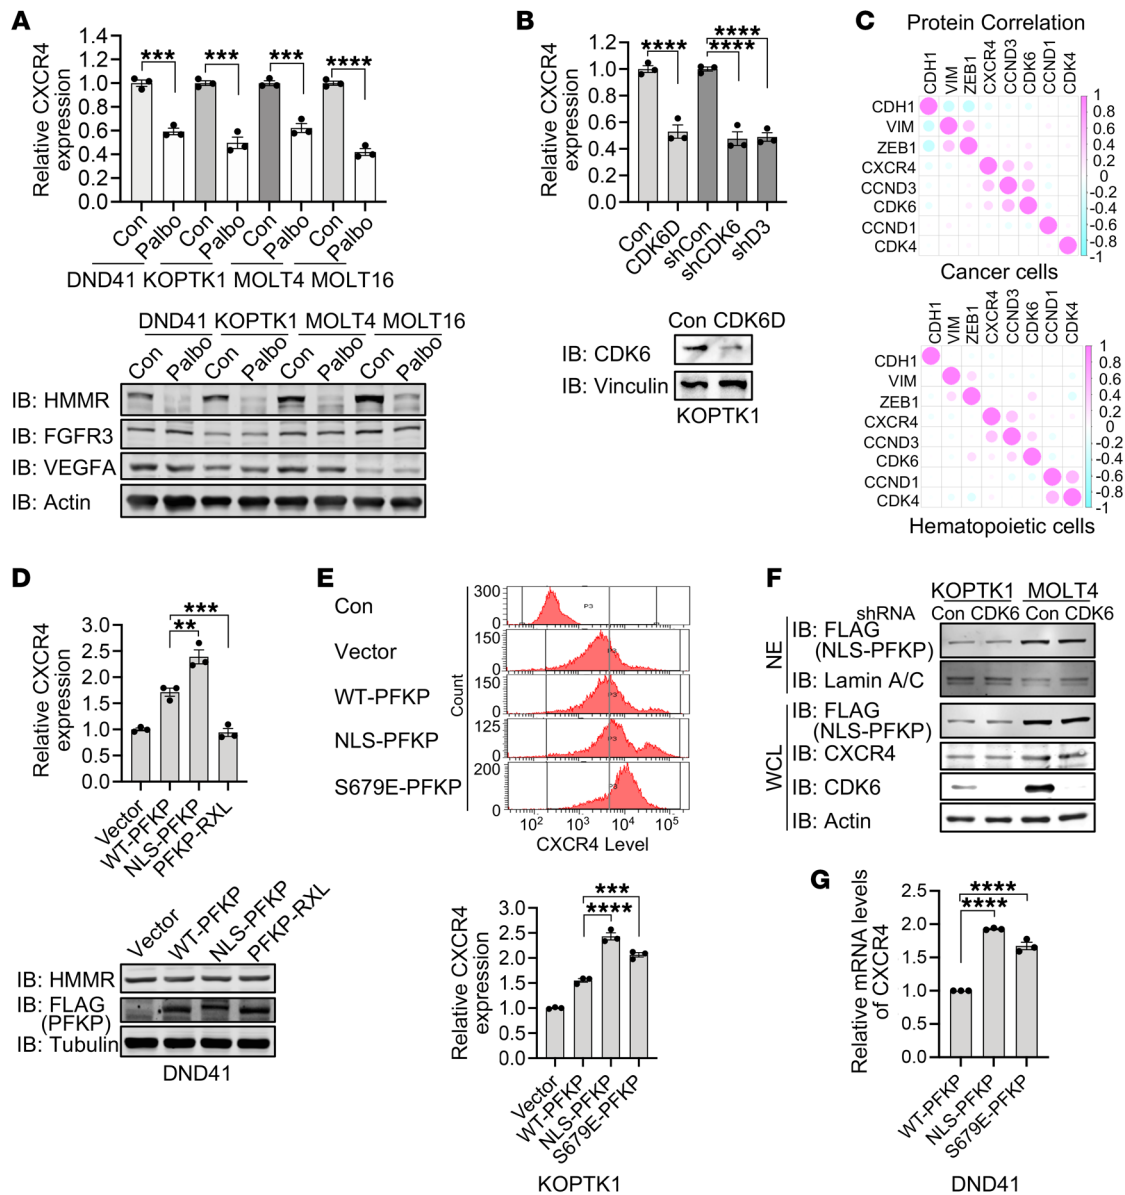 A
Relative CXCR4
expression
1.4
1.2
1.0
0.8
0.6
0.4
0.2
0.0
*** *** *** ****
Con Palbo Con Palbo Con Palbo Con Palbo
DND41 KOPTK1 MOLT4 MOLT16
DND41 KOPTK1 MOLT4 MOLT16
Con Palbo Con Palbo Con Palbo Con Palbo
IB: HMMR
IB: FGFR3
IB: VEGFA
IB: Actin
B
Relative CXCR4
expression
1.2
1.0
0.8
0.6
0.4
0.2
0.0
****
**** ****
Con CDK6D shCon shCDK6 shD3
Con CDK6D
IB: CDK6
IB: Vinculin
KOPTK1
C
Protein Correlation
CDH1 VIM ZEB1 CXCR4 CCND3 CDK6 CCND1 CDK4
CDH1
VIM
ZEB1
CXCR4
CCND3
CDK6
CCND1
CDK4
1
0.8
0.6
0.4
0.2
0
-0.2
-0.4
-0.6
-0.8
-1
Cancer cells
CDH1 VIM ZEB1 CXCR4 CCND3 CDK6 CCND1 CDK4
CDH1
VIM
ZEB1
CXCR4
CCND3
CDK6
CCND1
CDK4
1
0.8
0.6
0.4
0.2
0
-0.2
-0.4
-0.6
-0.8
-1
Hematopoietic cells
D
Relative CXCR4
expression
3.0
2.5
2.0
1.5
1.0
0.5
0.0
***
**
Vector WT-PFKP NLS-PFKP PFKP-RXL
Vector WT-PFKP NLS-PFKP PFKP-RXL
IB: HMMR
IB: FLAG
(PFKP)
IB: Tubulin
DND41
E
Con
Vector
WT-PFKP
NLS-PFKP
S679E-PFKP
Count
300
0
P3
150
0
P3
150
0
P3
125
0
P3
200
0
P3
10² 10³ 10⁴ 10⁵
CXCR4 Level
Relative CXCR4
expression
3.0
2.5
2.0
1.5
1.0
0.5
0.0
***
****
Vector WT-PFKP NLS-PFKP S679E-PFKP
KOPTK1
F
KOPTK1 MOLT4
shRNA Con CDK6 Con CDK6
NE
IB: FLAG
(NLS-PFKP)
IB: Lamin A/C
WCL
IB: FLAG
(NLS-PFKP)
IB: CXCR4
IB: CDK6
IB: Actin
G
Relative mRNA levels
of CXCR4
2.5
2.0
1.5
1.0
0.5
0.0
****
****
WT-PFKP NLS-PFKP S679E-PFKP
DND41